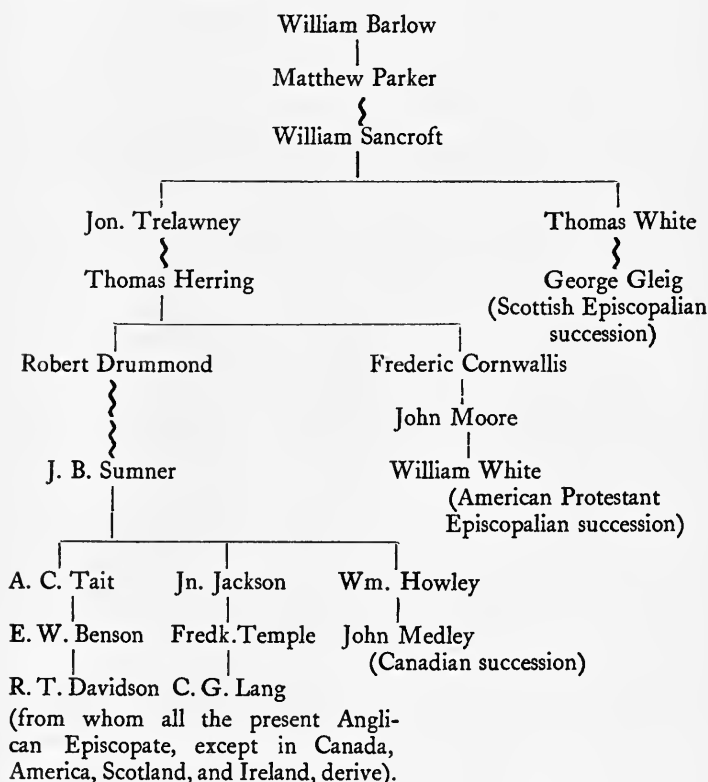 William Barlow
Matthew Parker
William Sancroft
Jon. Trelawney
Thomas White
Thomas Herring
George Gleig
(Scottish Episcopalian
succession)
Robert Drummond
Frederic Cornwallis
John Moore
J. B. Sumner
William White
(American Protestant
Episcopalian succession)
A. C. Tait
Jn. Jackson
Wm. Howley
E. W. Benson
Fredk. Temple
John Medley
(Canadian succession)
R. T. Davidson
C. G. Lang
(from whom all the present Angli-
can Episcopate, except in Canada,
America, Scotland, and Ireland, derive).